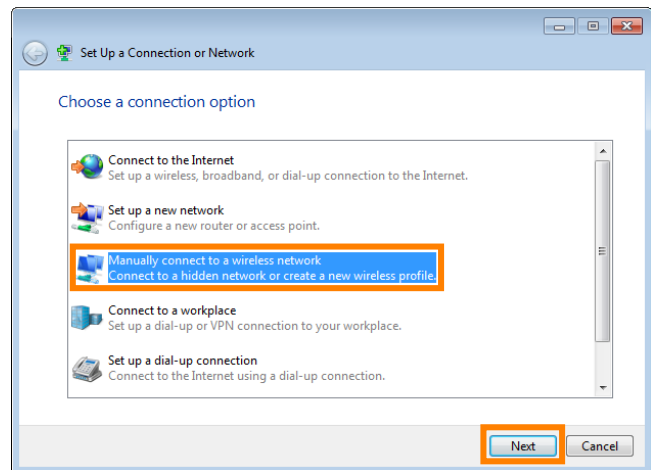 Set Up a Connection or Network
Choose a connection option
Connect to the Internet
Set up a wireless, broadband, or dial-up connection to the Internet.
Set up a new network
Configure a new router or access point.
Manually connect to a wireless network
Connect to a hidden network or create a new wireless profile.
Connect to a workplace
Set up a dial-up or VPN connection to your workplace.
Set up a dial-up connection
Connect to the Internet using a dial-up connection.
Next Cancel